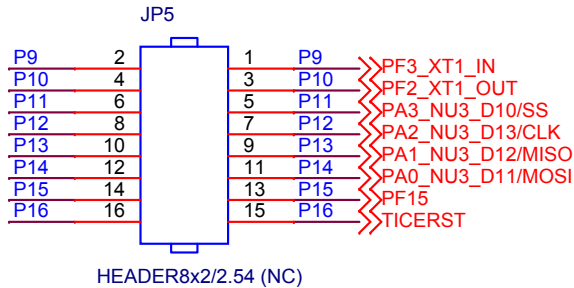 JP5
P9 2 1 P9 PF3_XT1_IN
P10 4 3 P10 PF2_XT1_OUT
P11 6 5 P11 PA3_NU3_D10/SS
P12 8 7 P12 PA2_NU3_D13/CLK
P13 10 9 P13 PA1_NU3_D12/MISO
P14 12 11 P14 PA0_NU3_D11/MOSI
P15 14 13 P15 PF15
P16 16 15 P16 TICERST
HEADER8x2/2.54 (NC)